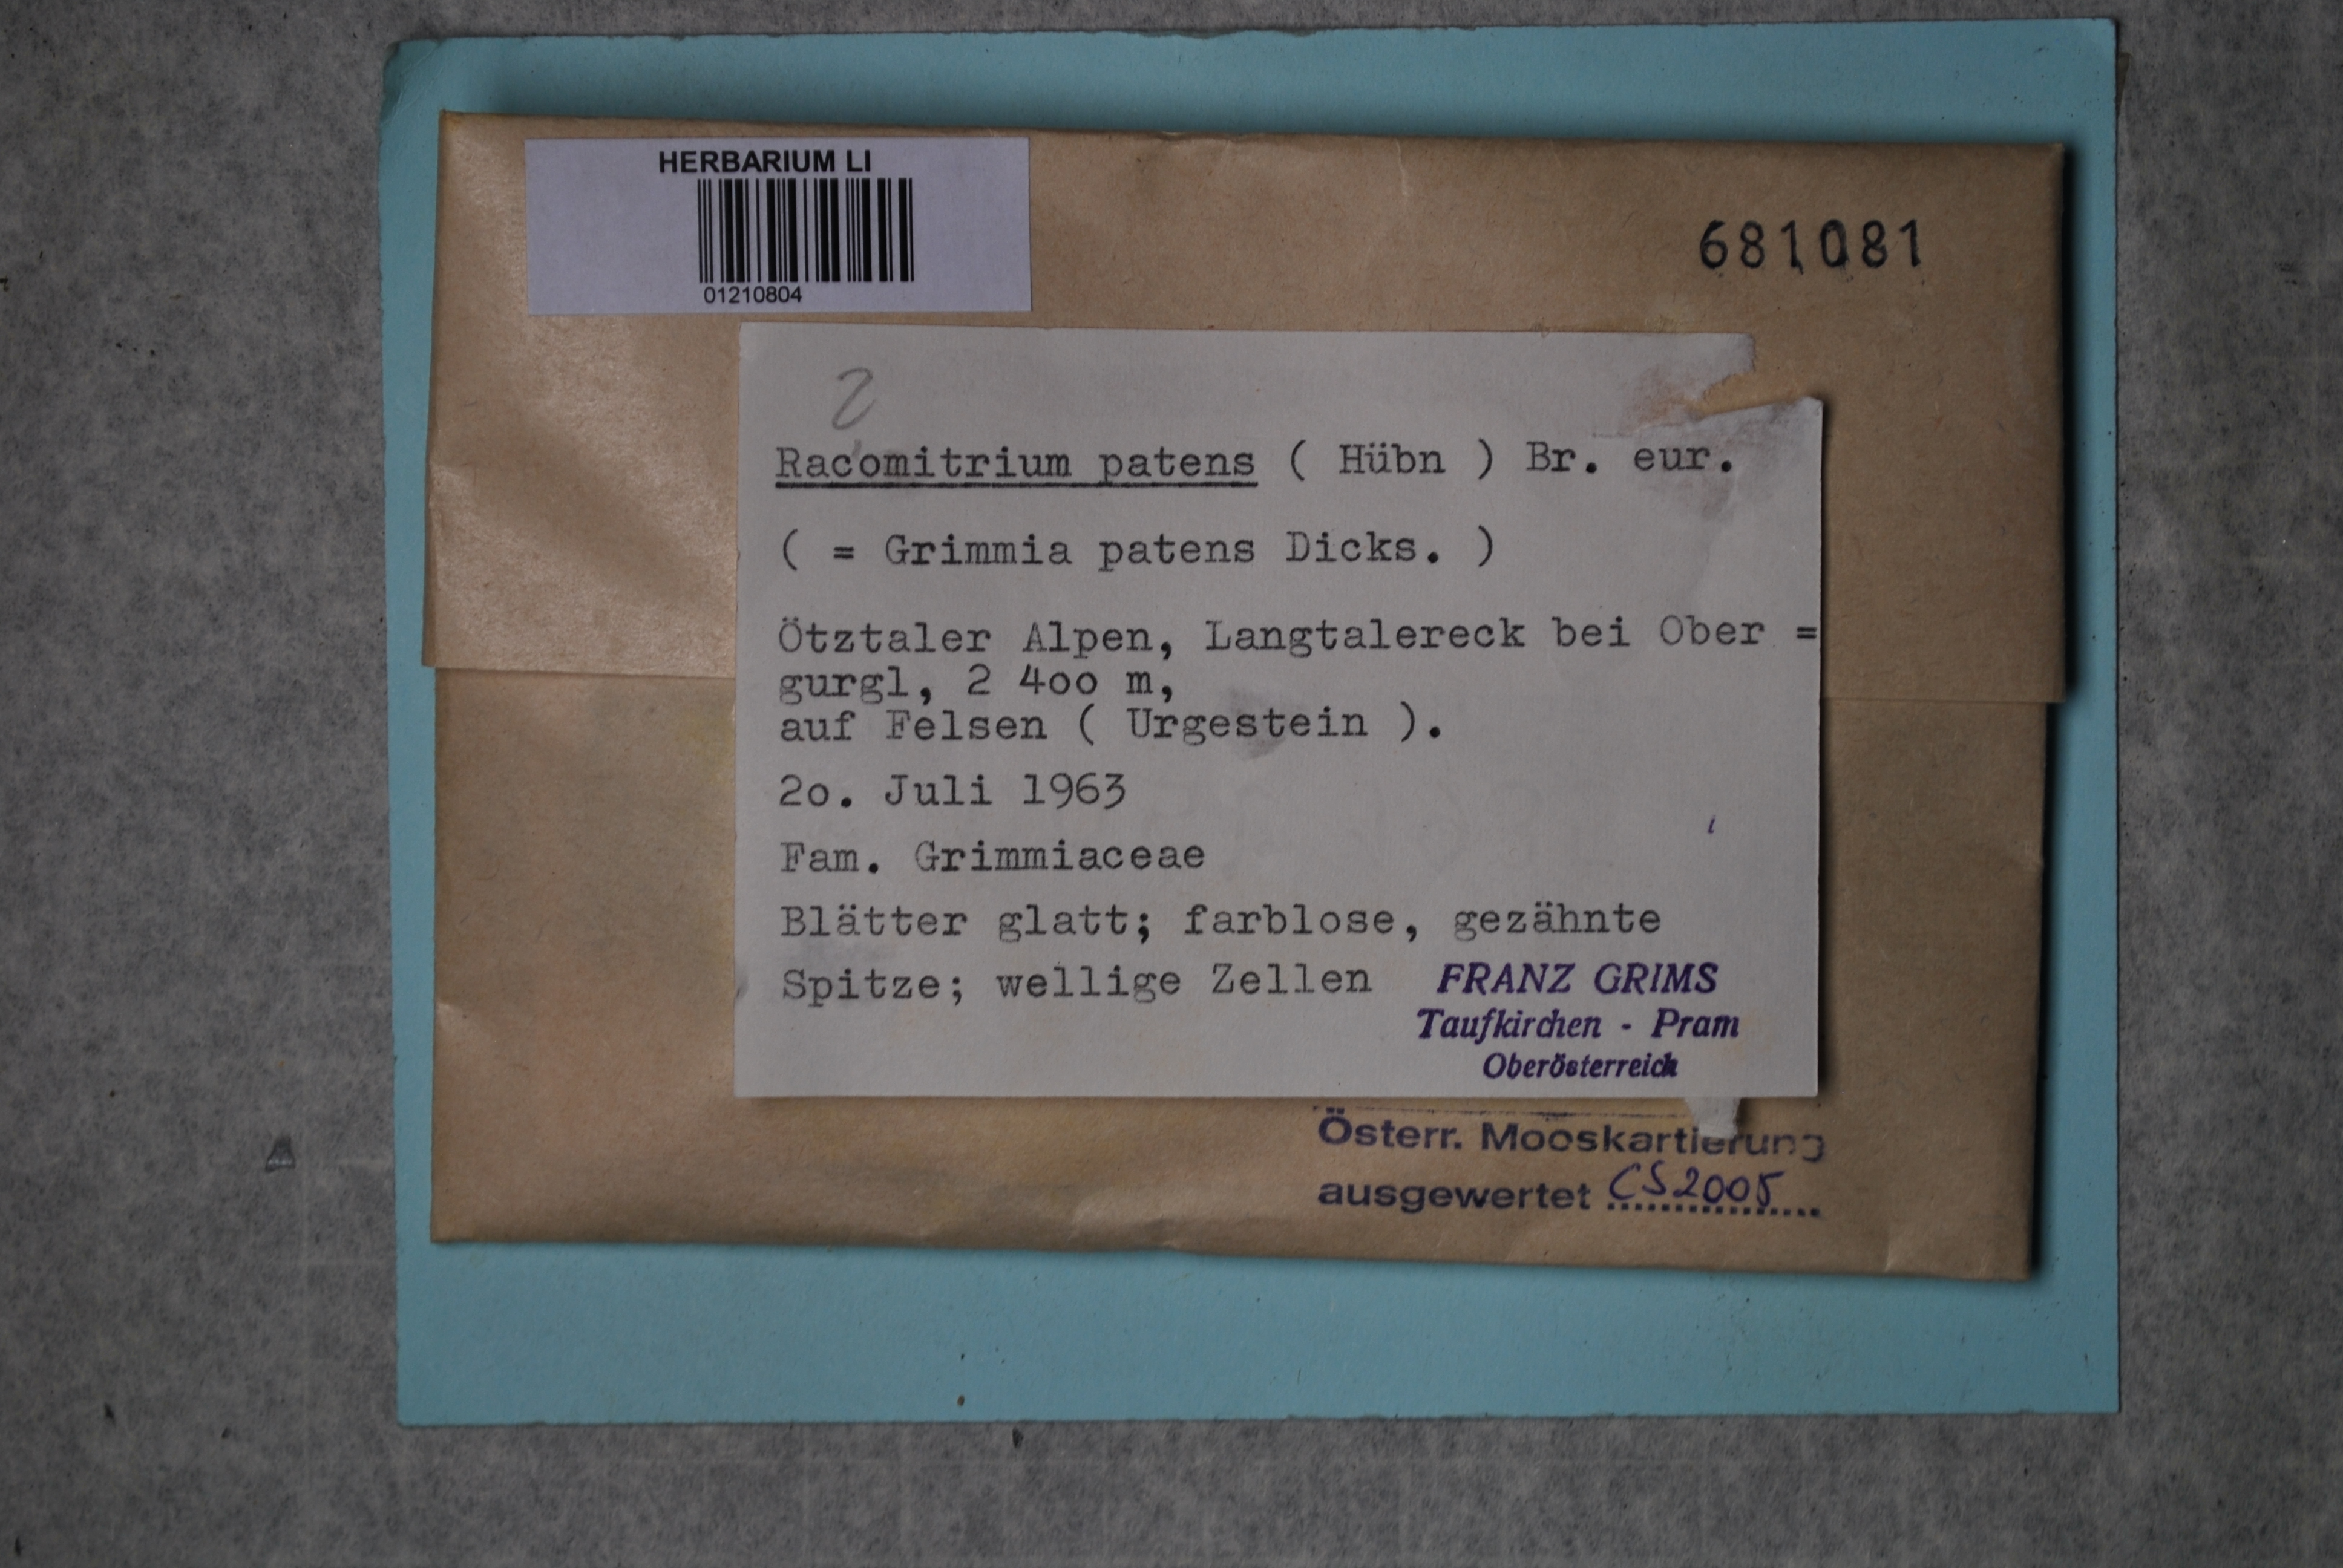 HERBARIUM LI
01210804
681081
2
Racomitrium patens ( Hübn ) Br. eur.
( = Grimmia patens Dicks. )
Ötztaler Alpen, Langtalereck bei Ober =
gurgl, 2 4oo m,
auf Felsen ( Urgestein ).
2o. Juli 1963
Fam. Grimmiaceae
Blätter glatt; farblose, gezähnte
Spitze; wellige Zellen
FRANZ GRIMS
Taufkirchen - Pram
Oberösterreich
Österr. Mooskartierung
ausgewertet CS2005